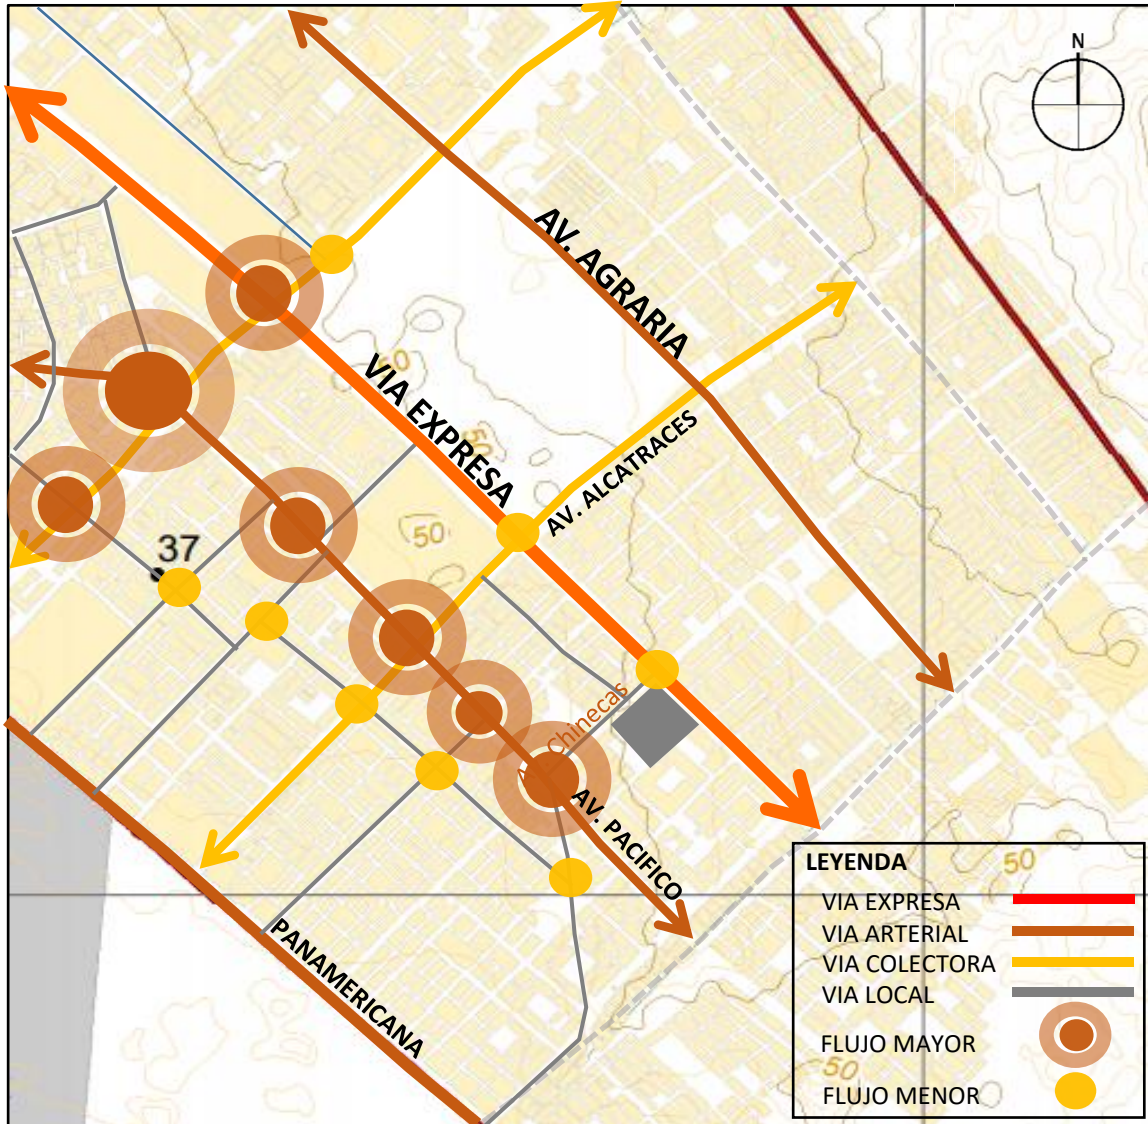 N
AV. AGRARIA
50
VIA EXPRESA
50
AV. ALCATRACES
50
37
Chinecas
AV. PACIFICO
PANAMERICANA
LEYENDA
50
VIA EXPRESA
VIA ARTERIAL
VIA COLECTORA
VIA LOCAL
FLUJO MAYOR
50
FLUJO MENOR